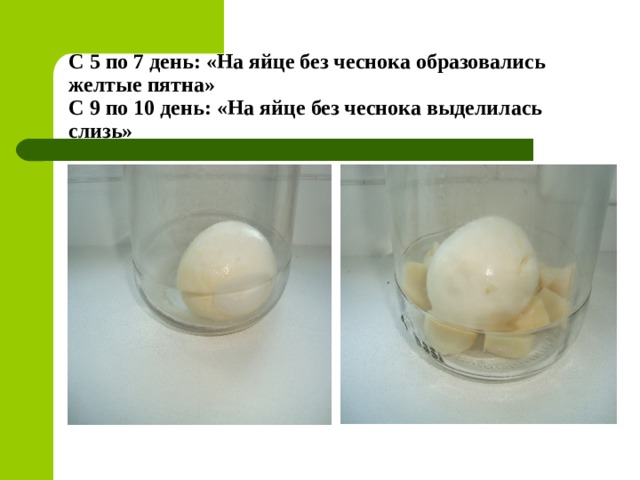 С 5 по 7 день: «На яйце без чеснока образовались
желтые пятна»
С 9 по 10 день: «На яйце без чеснока выделилась
слизь»